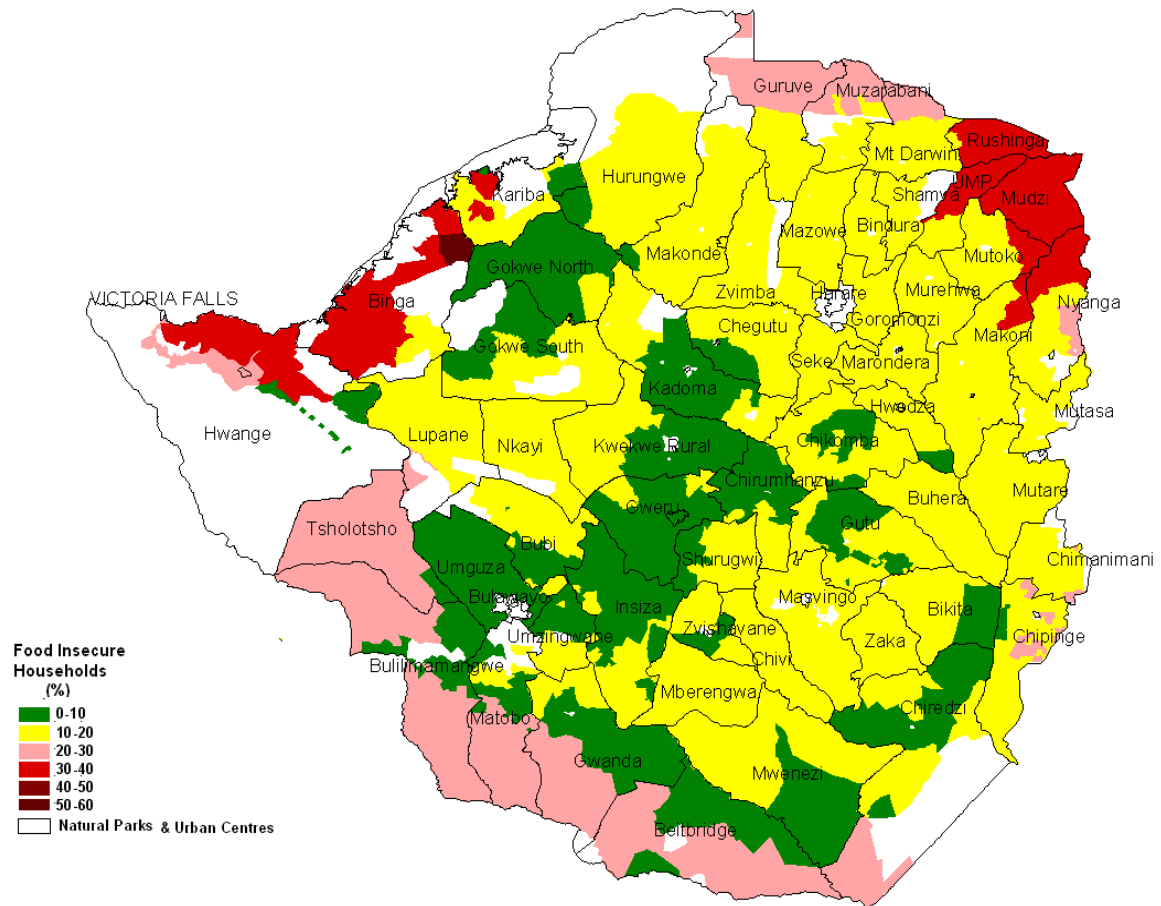 Guruve
Muzarabani
Rushinga
Mt Darwin
UMP
Shamva
Mudzi
Hurungwe
Kariba
Bindura
Mazowe
Mutoko
Makonde
Gokwe North
Murehwa
Zvimba
Harare
Nyanga
VICTORIA FALLS
Binga
Goromonzi
Chegutu
Makoni
Gokwe South
Seke
Marondera
Kadoma
Hwedza
Mutasa
Hwange
Lupane
Nkayi
Kwekwe Rural
Chikomba
Chirumhanzu
Buhera
Mutare
Gweru
Gutu
Tsholotsho
Bubi
Shurugwi
Chimanimani
Umguza
Bulawayo
Insiza
Masvingo
Bikita
Zvishavane
Umzingwane
Zaka
Chipinge
Chivi
Bulilimamangwe
Mberengwa
Chiredzi
Matobo
Gwanda
Mwenezi
Beitbridge
Food Insecure
Households
(%)
0-10
10-20
20-30
30-40
40-50
50-60
Natural Parks & Urban Centres